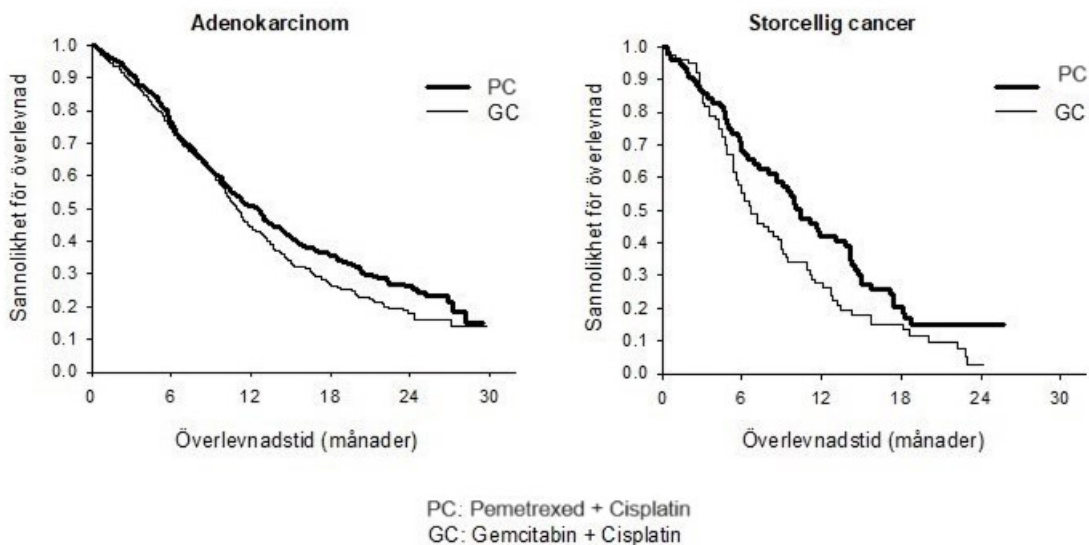 Adenokarcinom
Sannolikhet för överlevnad
1.0
0.9
0.8
0.7
0.6
0.5
0.4
0.3
0.2
0.1
0.0
PC
GC
0 6 12 18 24 30
Överlevnadstid (månader)
Storcellig cancer
Sannolikhet för överlevnad
1.0
0.9
0.8
0.7
0.6
0.5
0.4
0.3
0.2
0.1
0.0
PC
GC
0 6 12 18 24 30
Överlevnadstid (månader)
PC: Pemetrexed + Cisplatin
GC: Gemcitabin + Cisplatin